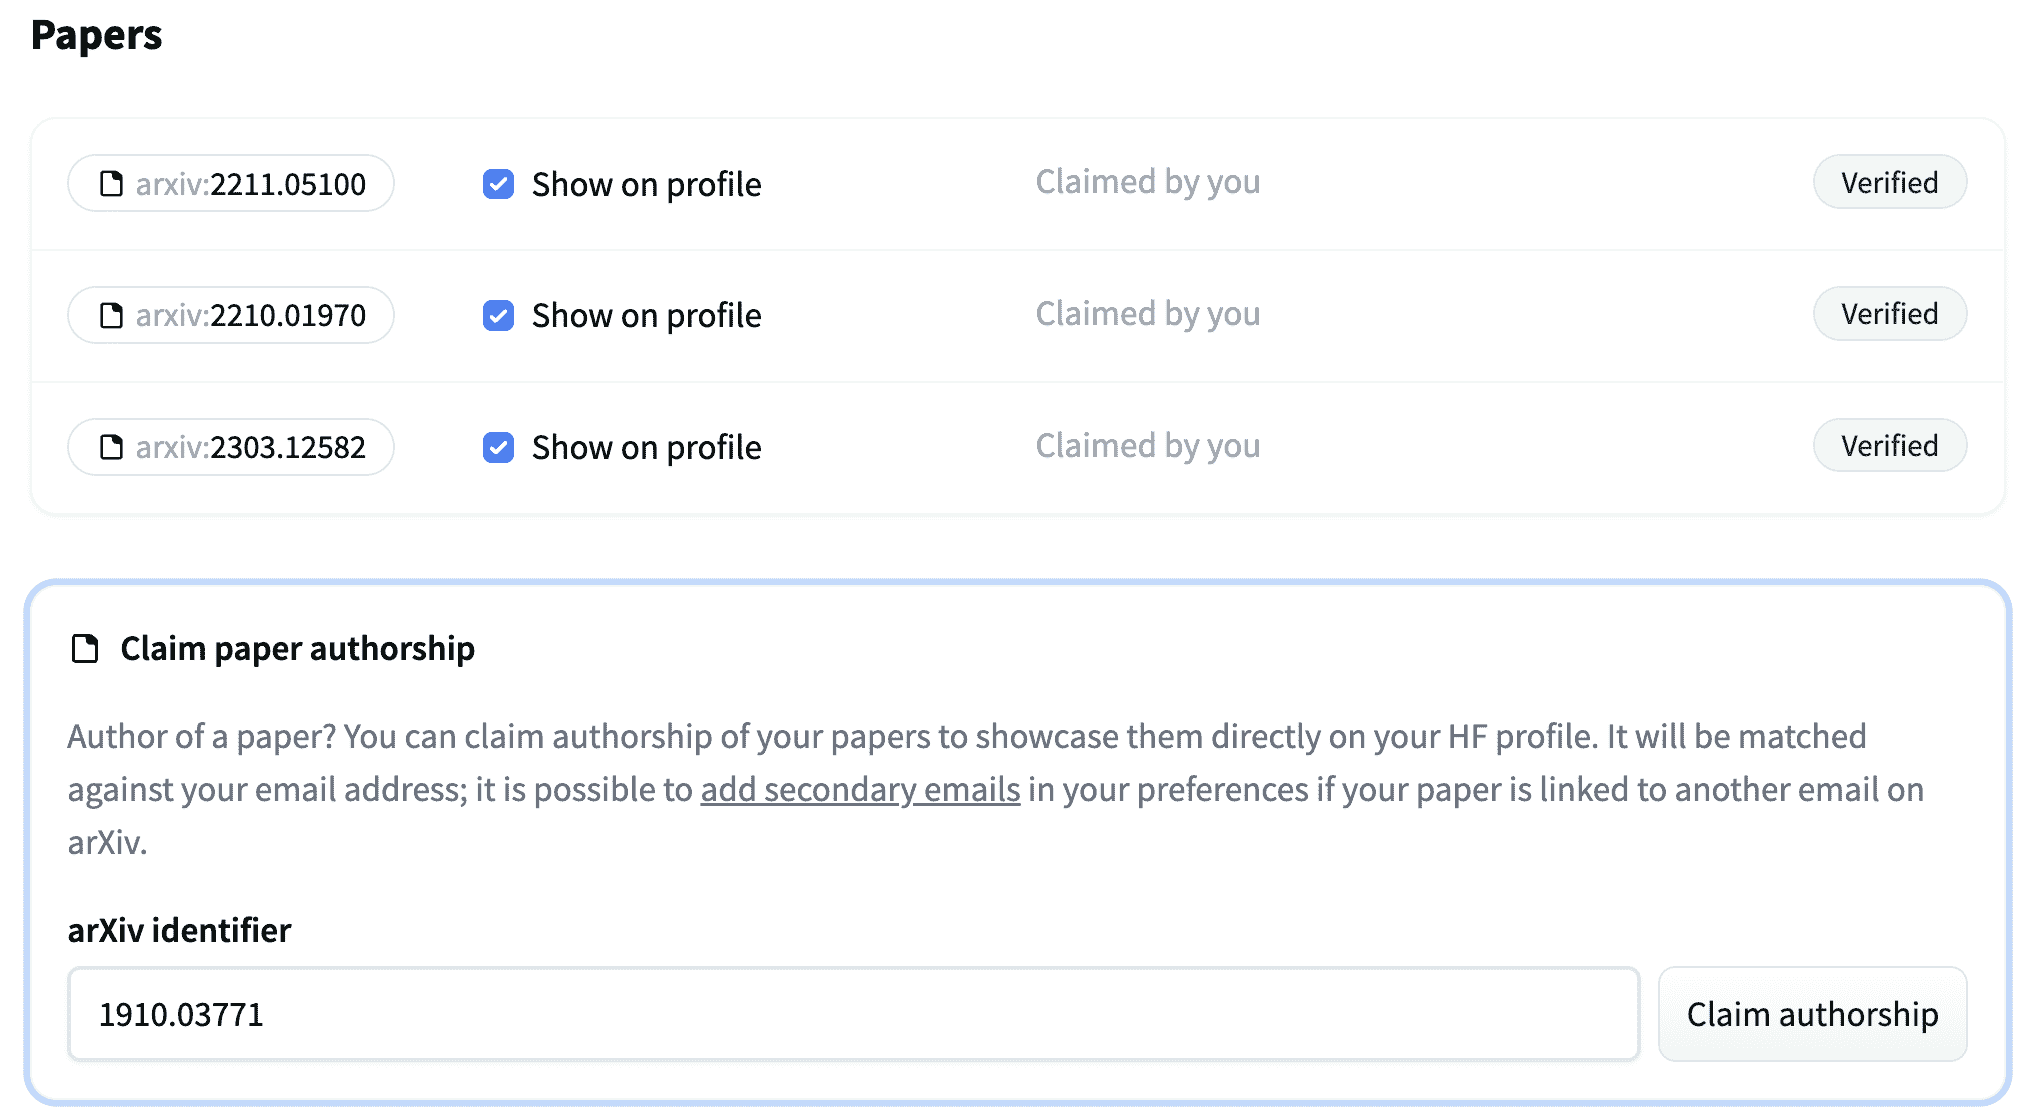 Papers
arxiv:2211.05100 Show on profile Claimed by you Verified
arxiv:2210.01970 Show on profile Claimed by you Verified
arxiv:2303.12582 Show on profile Claimed by you Verified
Claim paper authorship
Author of a paper? You can claim authorship of your papers to showcase them directly on your HF profile. It will be matched
against your email address; it is possible to add secondary emails in your preferences if your paper is linked to another email on
arXiv.
arXiv identifier
1910.03771 Claim authorship